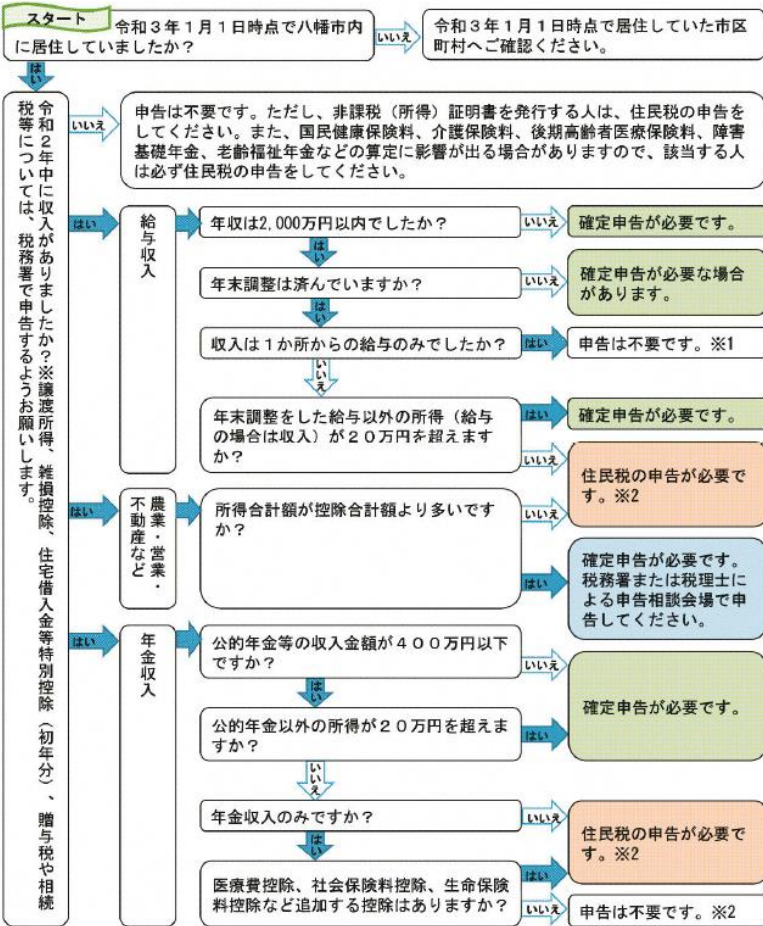 スタート
令和3年1月1日時点で八幡市内
に居住していましたか?
いいえ
令和3年1月1日時点で居住していた市区
町村へご確認ください。
はい
令和2年中に収入がありましたか?※譲渡所得、雑損控除、住宅借入金等特別控除(初年分)、贈与税や相続
税等については、税務署で申告するようお願いします。
いいえ
申告は不要です。ただし、非課税(所得)証明書を発行する人は、住民税の申告を
してください。また、国民健康保険料、介護保険料、後期高齢者医療保険料、障害
基礎年金、老齢福祉年金などの算定に影響が出る場合がありますので、該当する人
は必ず住民税の申告をしてください。
はい
給与収入
年収は2,000万円以内でしたか?
いいえ
確定申告が必要です。
はい
年末調整は済んでいますか?
いいえ
確定申告が必要な場合
があります。
はい
収入は1か所からの給与のみでしたか?
はい
申告は不要です。※1
いいえ
年末調整をした給与以外の所得(給与
の場合は収入)が20万円を超えます
か?
はい
確定申告が必要です。
いいえ
住民税の申告が必要で
す。※2
はい
農業・営業・
不動産など
所得合計額が控除合計額より多いです
か?
いいえ
はい
確定申告が必要です。
税務署または税理士に
よる申告相談会場で申
告してください。
はい
年金収入
公的年金等の収入金額が400万円以下
ですか?
いいえ
確定申告が必要です。
はい
公的年金以外の所得が20万円を超えま
すか?
はい
いいえ
年金収入のみですか?
いいえ
住民税の申告が必要で
す。※2
はい
医療費控除、社会保険料控除、生命保険
料控除など追加する控除はありますか?
はい
いいえ
申告は不要です。※2